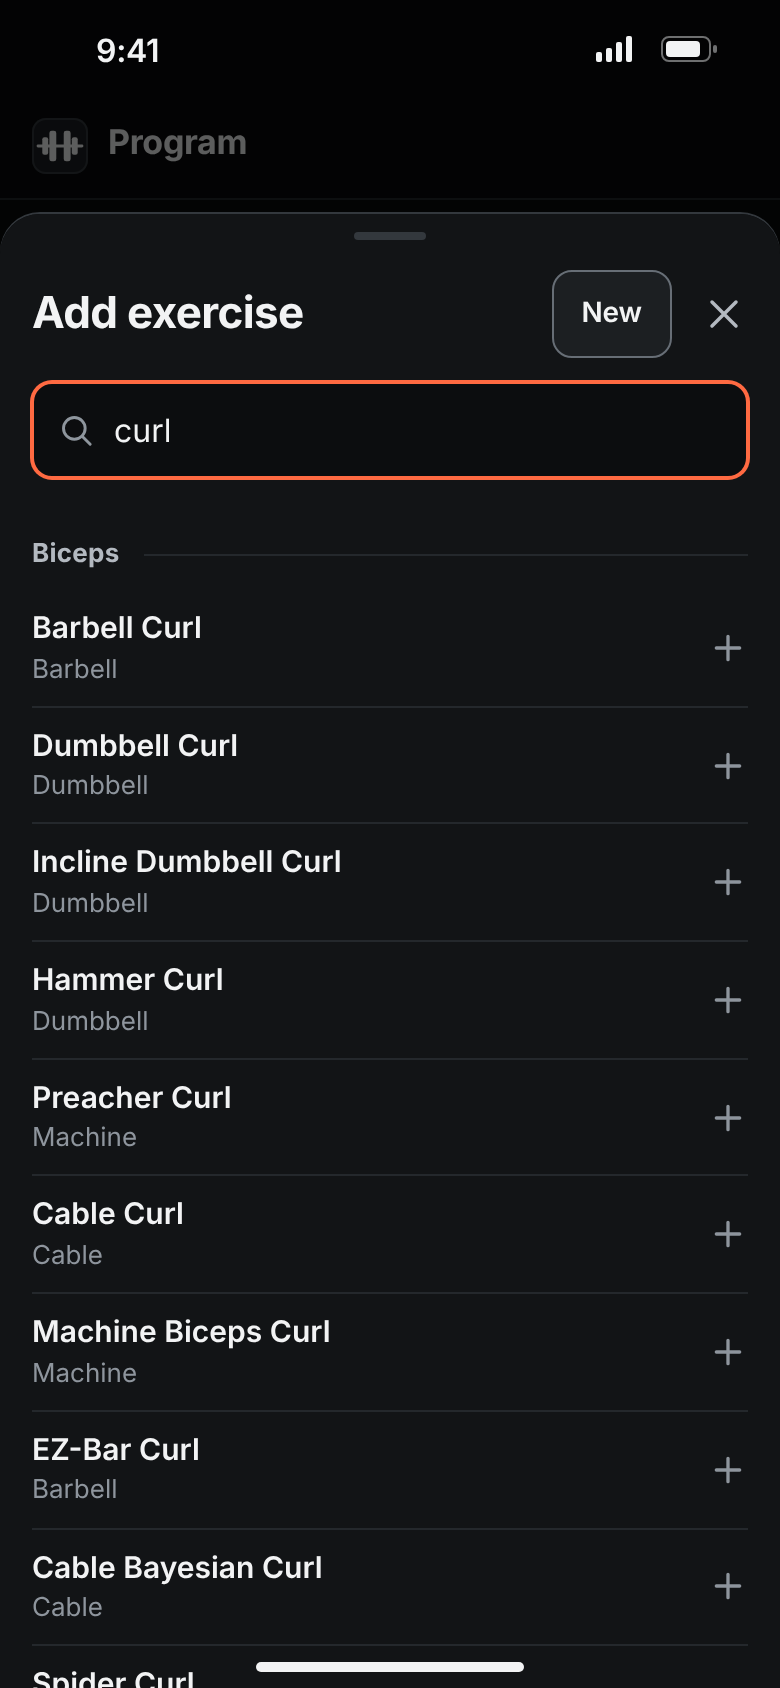 9:41
Program
Add exercise
New
curl
Biceps
Barbell Curl
Barbell
Dumbbell Curl
Dumbbell
Incline Dumbbell Curl
Dumbbell
Hammer Curl
Dumbbell
Preacher Curl
Machine
Cable Curl
Cable
Machine Biceps Curl
Machine
EZ-Bar Curl
Barbell
Cable Bayesian Curl
Cable
Spider Curl